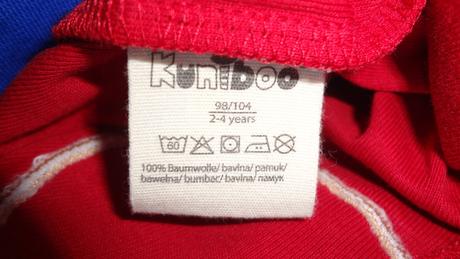 Kuniboo
98/104
2-4 years
60
100% Baumwolle/ bavlna/ pamuk/
bawełna/ bumbac/ bavlna/ памук